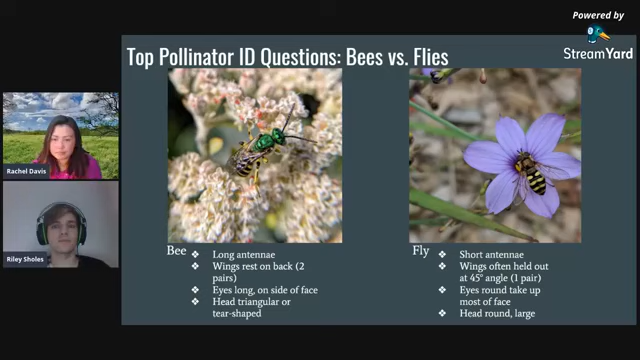 Powered by
StreamYard
Top Pollinator ID Questions: Bees vs. Flies
Rachel Davis
Riley Sholes
Bee
❖ Long antennae
❖ Wings rest on back (2
pairs)
❖ Eyes long, on side of face
❖ Head triangular or
tear-shaped
Fly
❖ Short antennae
❖ Wings often held out
at 45° angle (1 pair)
❖ Eyes round take up
most of face
❖ Head round, large